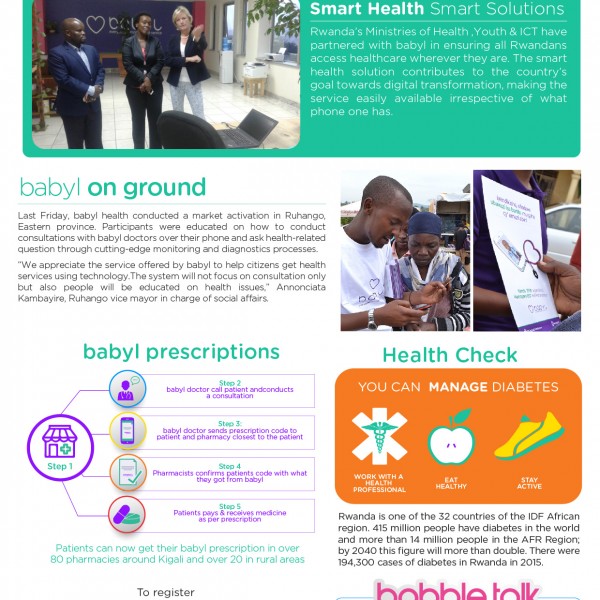 babyl
Smart Health Smart Solutions
Rwanda's Ministries of Health ,Youth & ICT have
partnered with babyl in ensuring all Rwandans
access healthcare wherever they are. The smart
health solution contributes to the country's
goal towards digital transformation, making the
service easily available irrespective of what
phone one has.
babyl on ground
Last Friday, babyl health conducted a market activation in Ruhango,
Eastern province. Participants were educated on how to conduct
consultations with babyl doctors over their phone and ask health-related
question through cutting-edge monitoring and diagnostics processes.
"We appreciate the service offered by babyl to help citizens get health
services using technology.The system will not focus on consultation only
but also people will be educated on health issues," Annonciata
Kambayire, Ruhango vice mayor in charge of social affairs.
babyl prescriptions
Step 1
Step 2
babyl doctor call patient andconducts
a consultation
Step 3:
babyl doctor sends prescription code to
patient and pharmacy closest to the patient
Step 4
Pharmacists confirms patients code with what
they got from babyl
Step 5
Patients pays & receives medicine
as per prescription
Patients can now get their babyl prescription in over
80 pharmacies around Kigali and over 20 in rural areas
To register
Health Check
YOU CAN MANAGE DIABETES
WORK WITH A
HEALTH
PROFESSIONAL
EAT
HEALTHY
STAY
ACTIVE
Rwanda is one of the 32 countries of the IDF African
region. 415 million people have diabetes in the world
and more than 14 million people in the AFR Region;
by 2040 this figure will more than double. There were
194,300 cases of diabetes in Rwanda in 2015.
babble talk